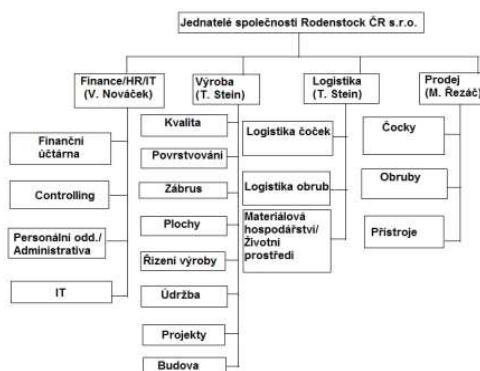 Jednatelé společnosti Rodenstock ČR s.r.o.
Finance/HR/IT
(V. Nováček)
Výroba
(T. Stein)
Logistika
(T. Stein)
Prodej
(M. Řezáč)
Finanční
účtárna
Controlling
Personální odd./
Administrativa
IT
Kvalita
Povrstvování
Zábrus
Plochy
Řízení výroby
Údržba
Projekty
Budova
Logistika čoček
Logistika obrub
Materiálová
hospodářství/
Životní
prostředí
Čocky
Obruby
Přístroje